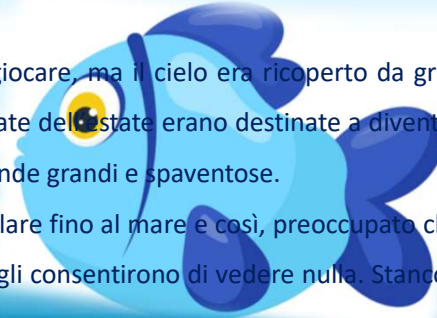 giocare, ma il cielo era ricoperto da gr
ate dell'estate erano destinate a divent
nde grandi e spaventose.
lare fino al mare e così, preoccupato ch
gli consentirono di vedere nulla. Stanco